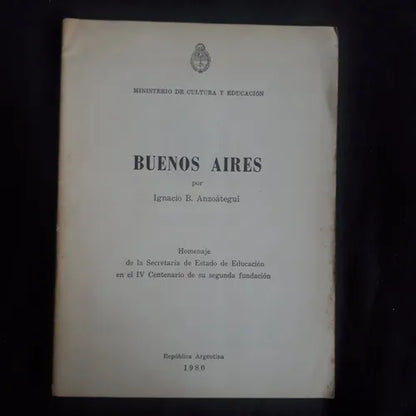 MINISTERIO DE CULTURA Y EDUCACIÓN
BUENOS AIRES
por
Ignacio B. Anzoátegui
Homenaje
de la Secretaría de Estado de Educación
en el IV Centenario de su segunda fundación
República Argentina
1980